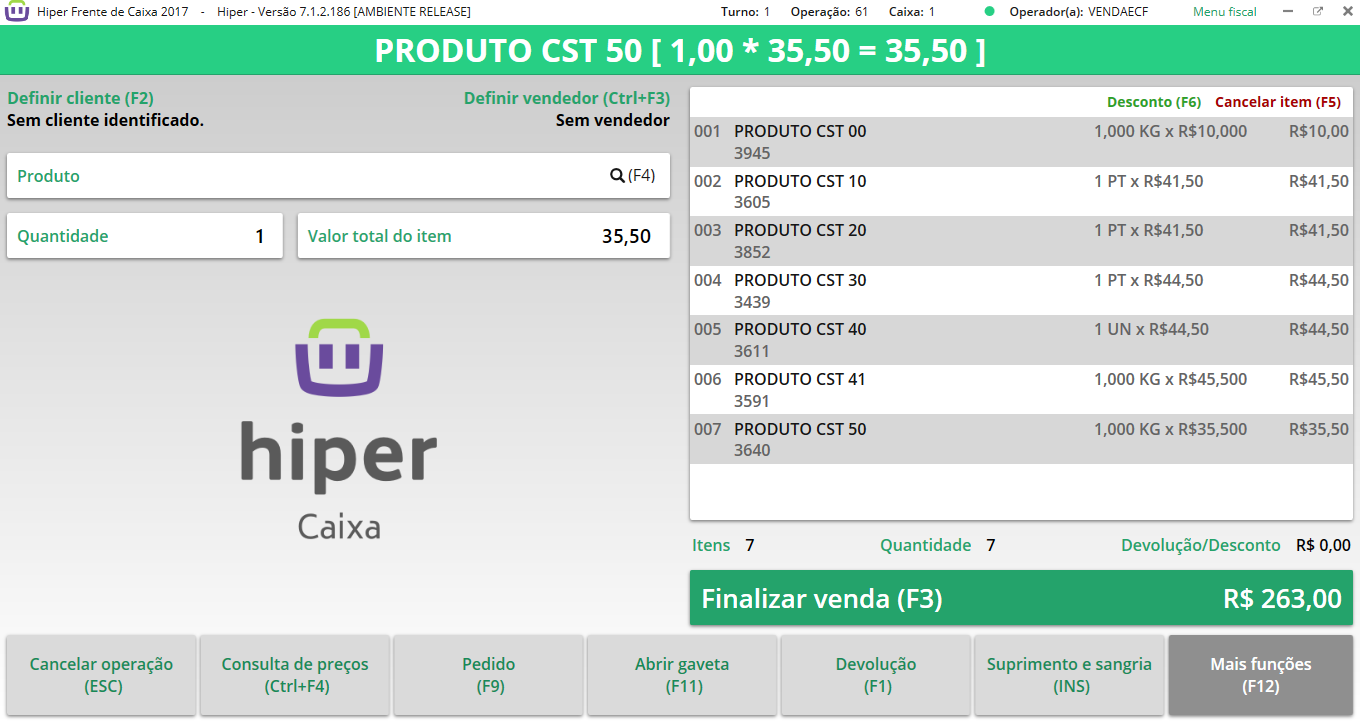 Hiper Frente de Caixa 2017 - Hiper - Versão 7.1.2.186 [AMBIENTE RELEASE] Turno: 1 Operação: 61 Caixa: 1 Operador(a): VENDAECF Menu fiscal
PRODUTO CST 50 [ 1,00 * 35,50 = 35,50 ]
Definir cliente (F2) Definir vendedor (Ctrl+F3)
Sem cliente identificado. Sem vendedor
Produto (F4)
Quantidade 1 Valor total do item 35,50
hiper
Caixa
Desconto (F6) Cancelar item (F5)
001 PRODUTO CST 00 1,000 KG x R$10,000 R$10,00
3945
002 PRODUTO CST 10 1 PT x R$41,50 R$41,50
3605
003 PRODUTO CST 20 1 PT x R$41,50 R$41,50
3852
004 PRODUTO CST 30 1 PT x R$44,50 R$44,50
3439
005 PRODUTO CST 40 1 UN x R$44,50 R$44,50
3611
006 PRODUTO CST 41 1,000 KG x R$45,500 R$45,50
3591
007 PRODUTO CST 50 1,000 KG x R$35,500 R$35,50
3640
Itens 7 Quantidade 7 Devolução/Desconto R$ 0,00
Finalizar venda (F3) R$ 263,00
Cancelar operação
(ESC)
Consulta de preços
(Ctrl+F4)
Pedido
(F9)
Abrir gaveta
(F11)
Devolução
(F1)
Suprimento e sangria
(INS)
Mais funções
(F12)